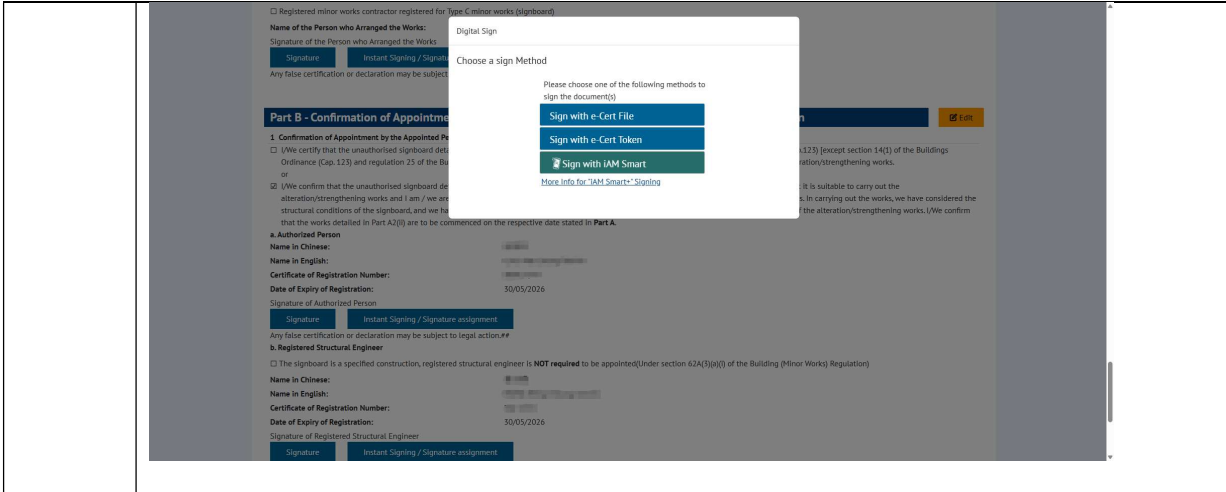 ☐ Registered minor works contractor registered for Type C minor works (signboard)
Name of the Person who Arranged the Works:
Signature of the Person who Arranged the Works
Signature
Instant Signing / Signatu
Any false certification or declaration may be subject
Digital Sign
Choose a sign Method
Please choose one of the following methods to
sign the document(s)
Sign with e-Cert File
Sign with e-Cert Token
Sign with iAM Smart
More info for "iAM Smart+" Signing
Part B - Confirmation of Appointme
n
Edit
1 Confirmation of Appointment by the Appointed Pe
☐ I/We certify that the unauthorised signboard deta
.123) [except section 14(1) of the Buildings
Ordinance (Cap. 123) and regulation 25 of the Bu
ration/strengthening works.
or
☑ I/We confirm that the unauthorised signboard de
it is suitable to carry out the
alteration/strengthening works and I am / we are
s. In carrying out the works, we have considered the
structural conditions of the signboard, and we ha
f the alteration/strengthening works. I/We confirm
that the works detailed in Part A2(ii) are to be commenced on the respective date stated in Part A.
a. Authorized Person
Name in Chinese:
Name in English:
Certificate of Registration Number:
Date of Expiry of Registration: 30/05/2026
Signature of Authorized Person
Signature
Instant Signing / Signature assignment
Any false certification or declaration may be subject to legal action.##
b. Registered Structural Engineer
☐ The signboard is a specified construction, registered structural engineer is NOT required to be appointed(Under section 62A(3)(a)(i) of the Building (Minor Works) Regulation)
Name in Chinese:
Name in English:
Certificate of Registration Number:
Date of Expiry of Registration: 30/05/2026
Signature of Registered Structural Engineer
Signature
Instant Signing / Signature assignment